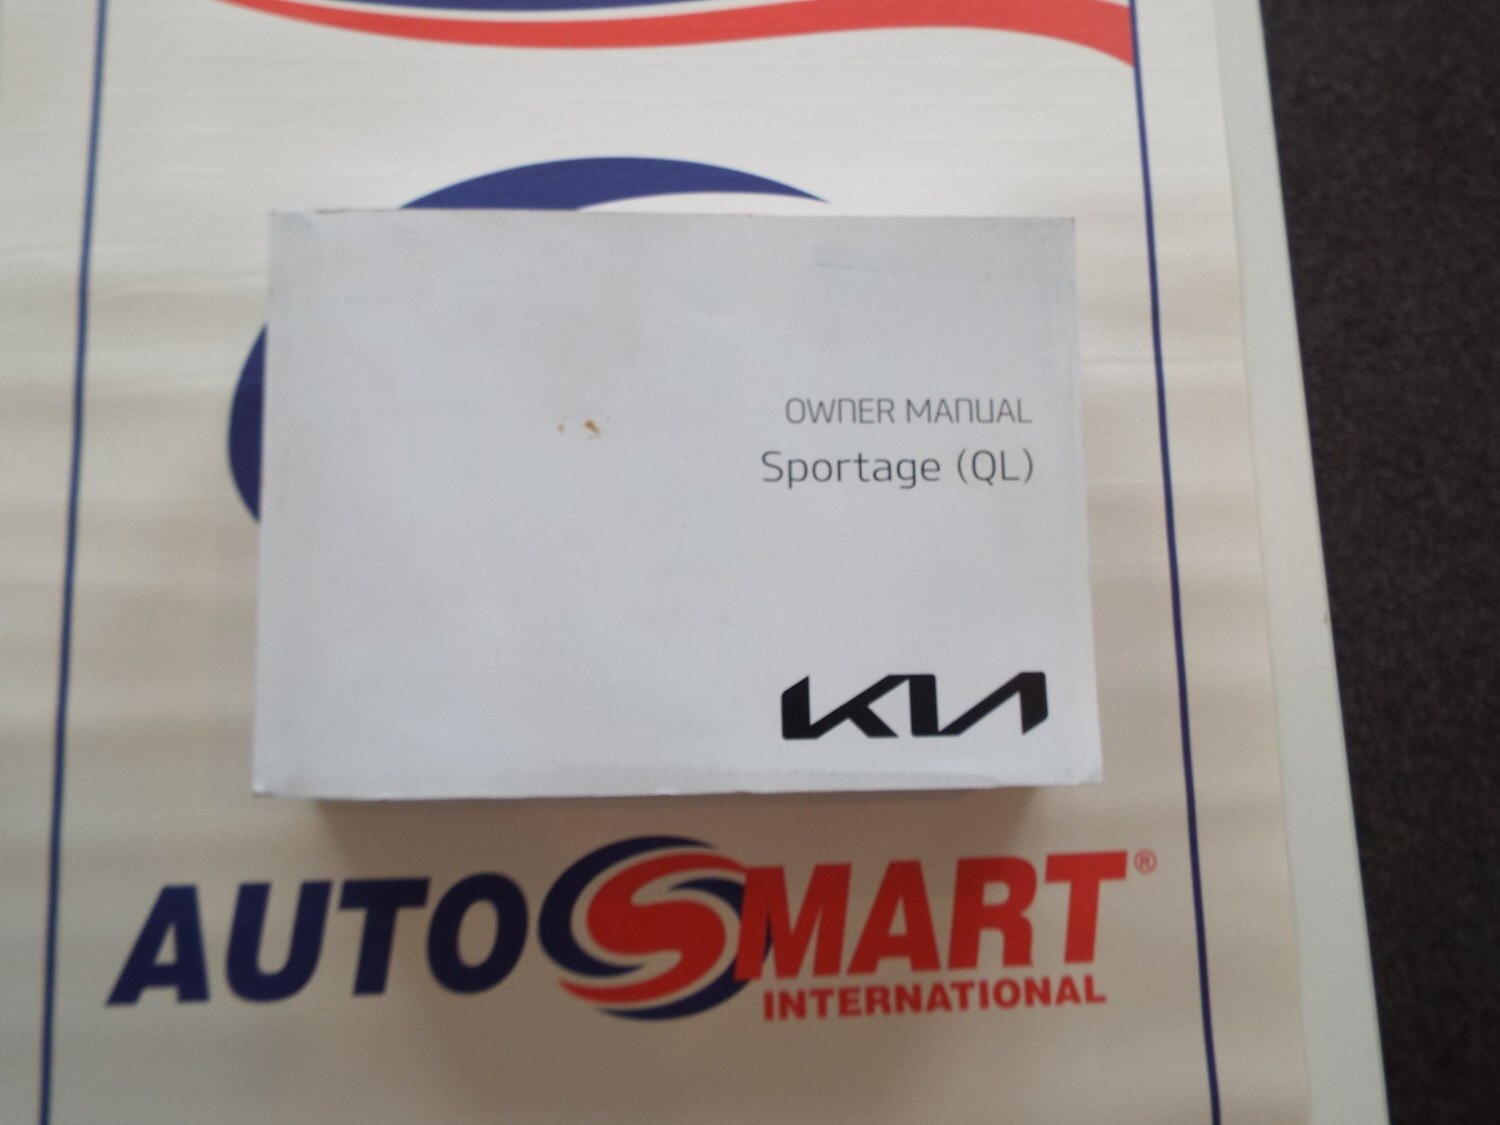 OWNER MANUAL
Sportage (QL)
KIA
AUTOSMART®
INTERNATIONAL